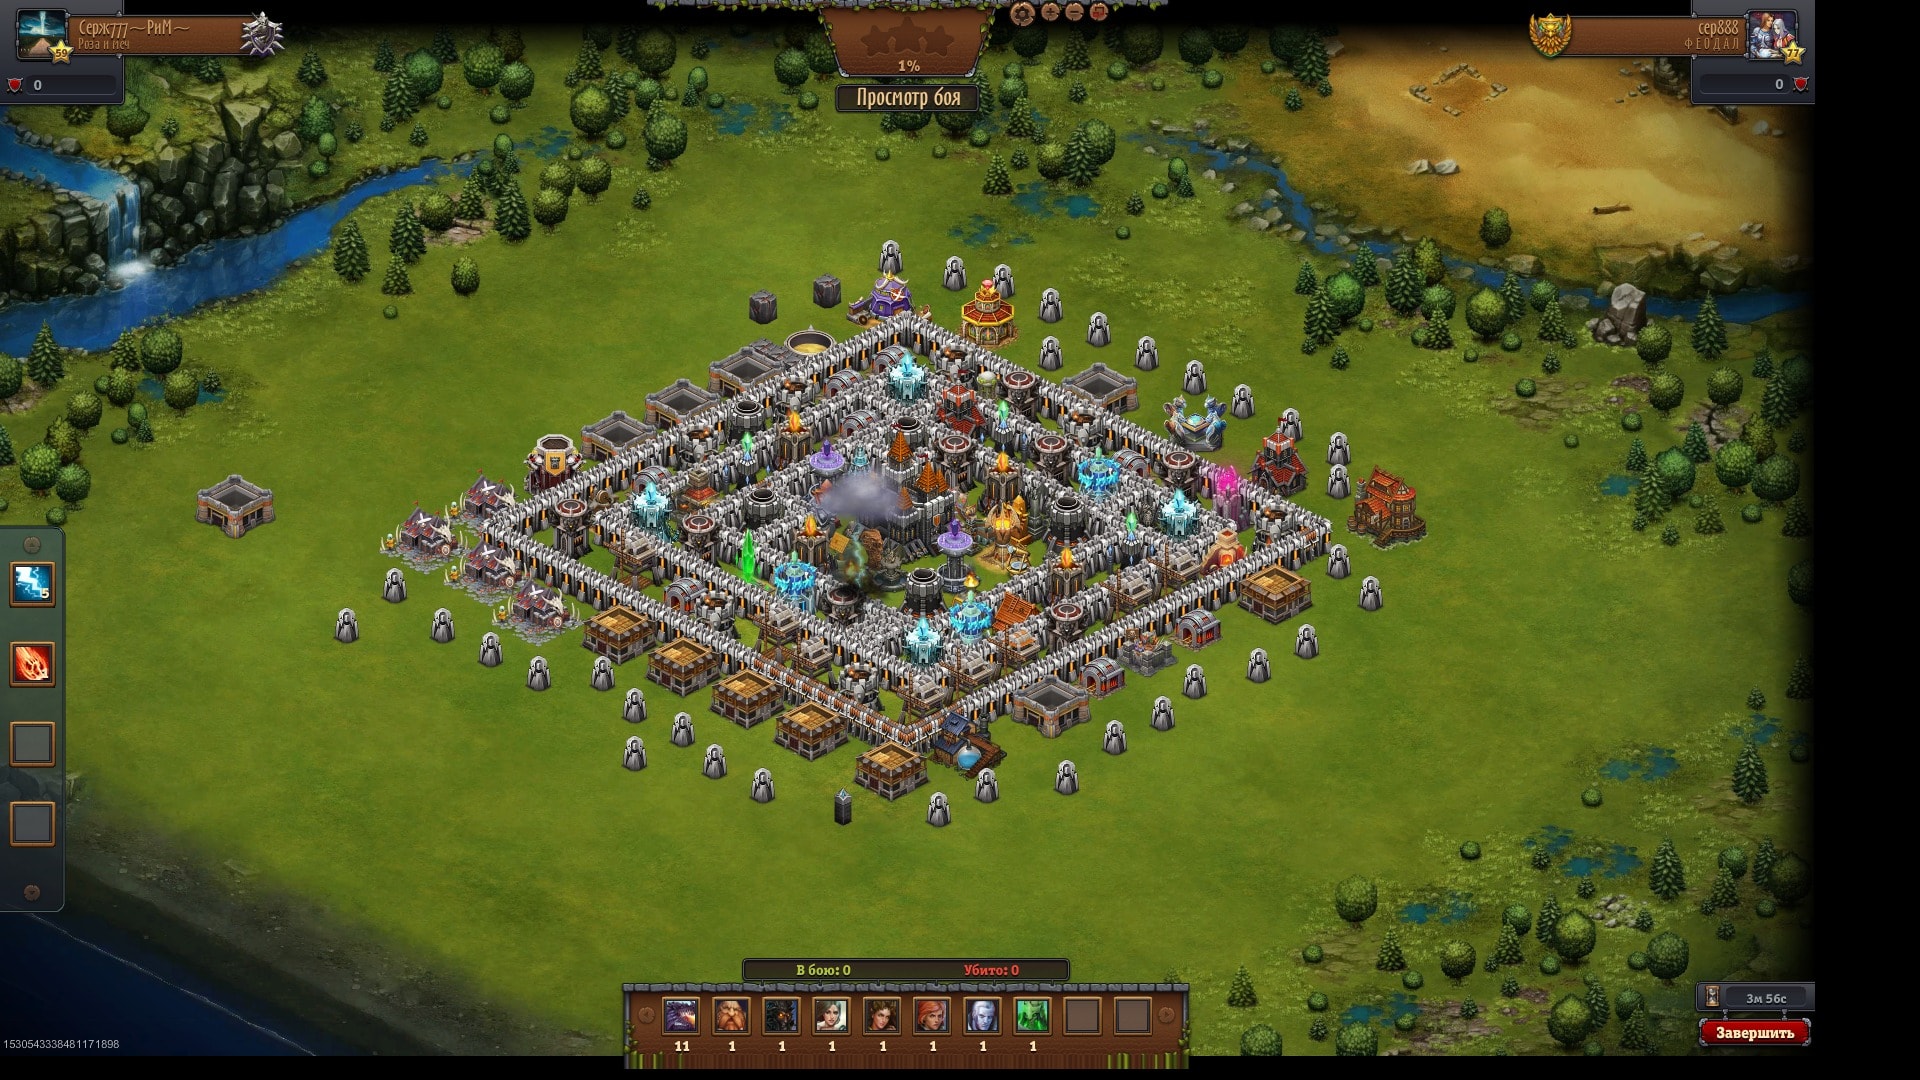 Серж777~РиМ~
Роза и Меч
59
0
1%
Просмотр боя
сер888
ФЕОДАЛ
77
0
5
В бою: 0 Убито: 0
11 1 1 1 1 1 1 1
3м 56с
Завершить
1530543338481171898